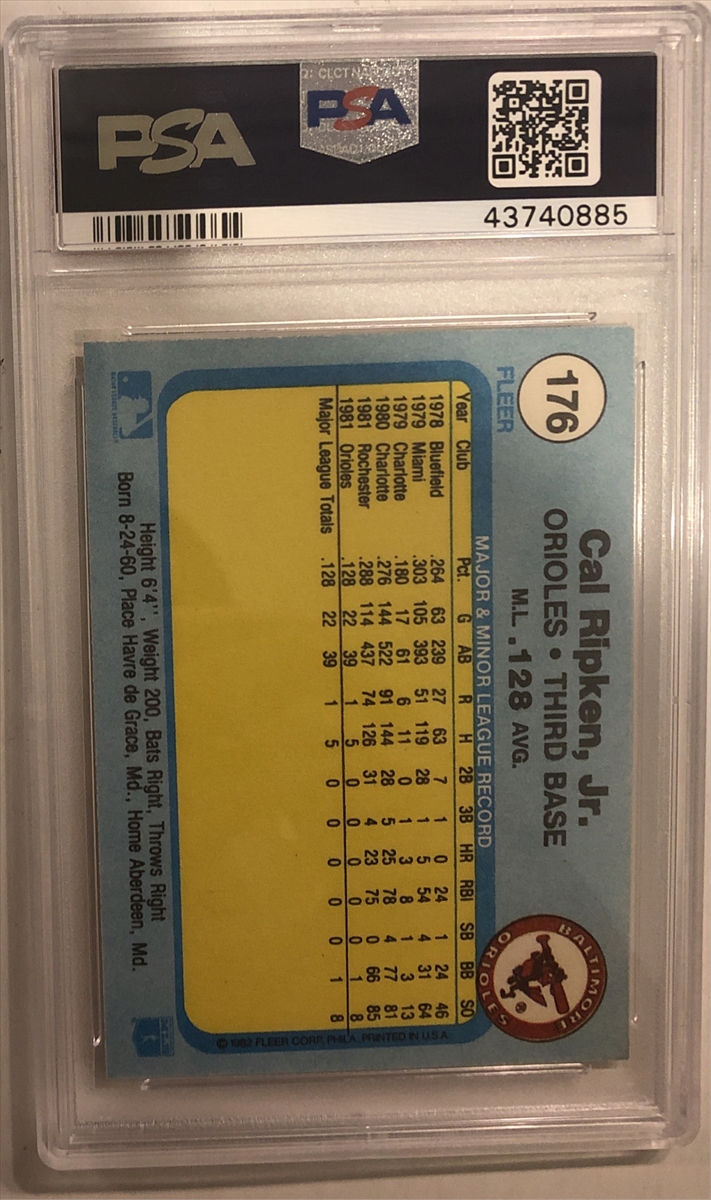 PSA
PSA
43740885
176
FLEER
Cal Ripken, Jr.
ORIOLES • THIRD BASE
M.L .128 AVG.
BALTIMORE
ORIOLES
MAJOR & MINOR LEAGUE RECORD
Year Club Pct. G AB R H 2B 3B HR RBI SB BB SO
1978 Bluefield .264 63 239 27 63 7 1 0 24 1 24 46
1979 Miami .303 105 393 51 119 28 1 5 54 4 31 64
1979 Charlotte .180 17 61 6 11 0 1 3 8 1 3 13
1980 Charlotte .276 144 522 91 144 28 5 25 78 4 77 81
1981 Rochester .288 114 437 74 126 31 4 23 75 0 66 85
1981 Orioles .128 22 39 1 5 0 0 0 0 0 1 8
Major League Totals .128 22 39 1 5 0 0 0 0 0 1 8
© 1982 FLEER CORP. PHILA. PRINTED IN U.S.A.
Height 6'4", Weight 200, Bats Right, Throws Right
Born 8-24-60, Place Havre de Grace, Md., Home Aberdeen, Md.